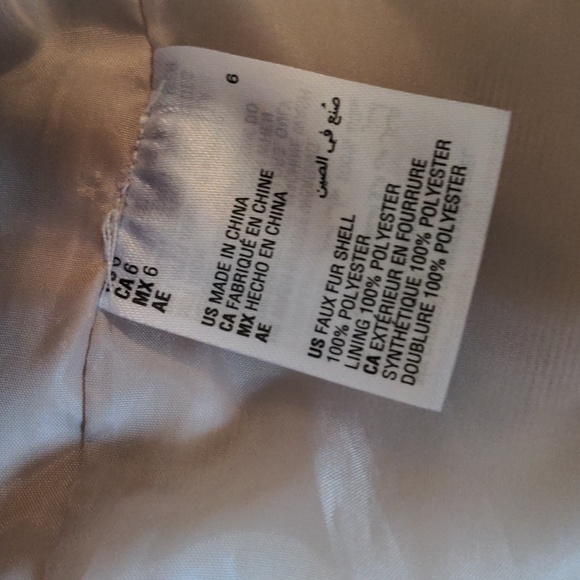 6
US 6
CA 6
MX 6
AE
US MADE IN CHINA
CA FABRIQUÉ EN CHINE
MX HECHO EN CHINA
AE
صنع في الصين
US FAUX FUR SHELL
100% POLYESTER
LINING 100% POLYESTER
CA EXTÉRIEUR EN FOURRURE
SYNTHÉTIQUE 100% POLYESTER
DOUBLURE 100% POLYESTER